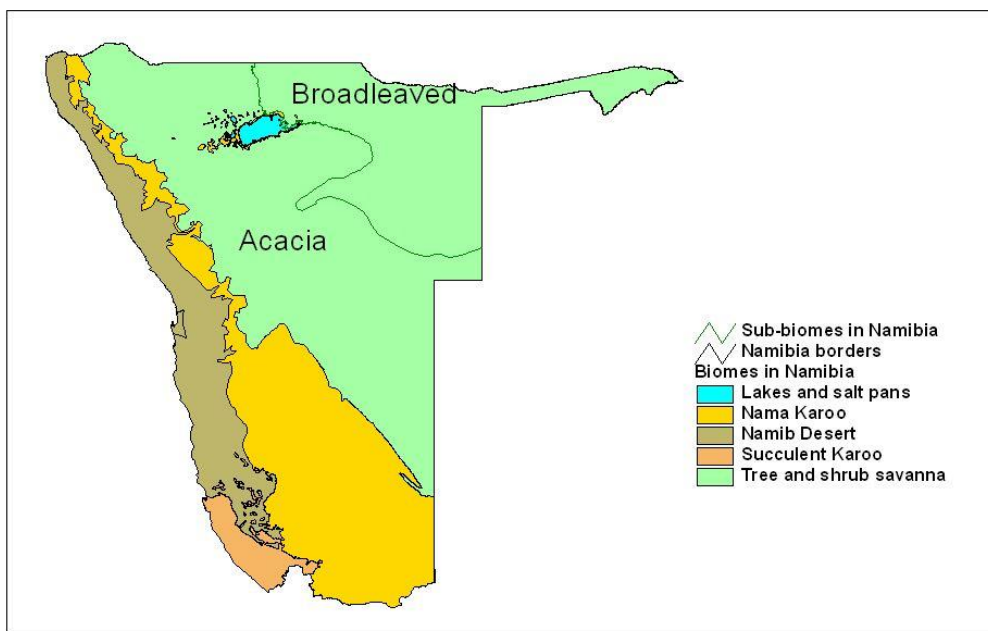 Broadleaved
Acacia
Sub-biomes in Namibia
Namibia borders
Biomes in Namibia
Lakes and salt pans
Nama Karoo
Namib Desert
Succulent Karoo
Tree and shrub savanna